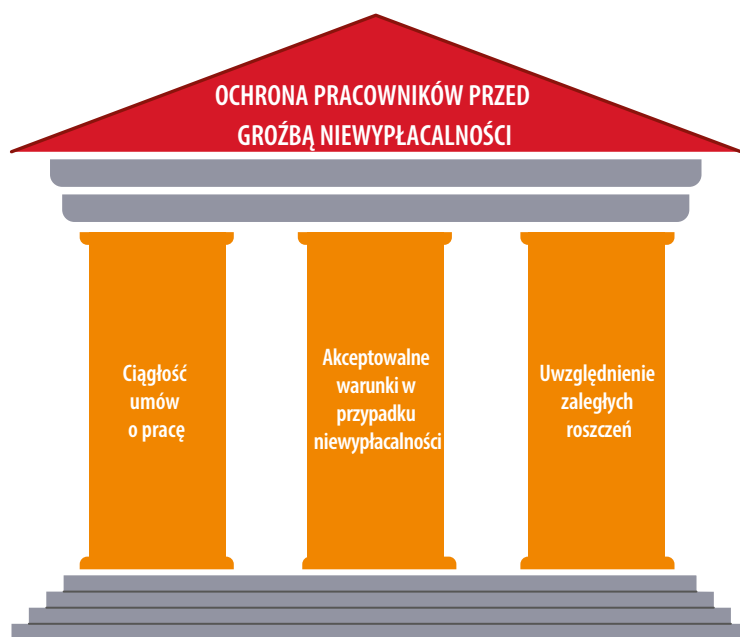 OCHRONA PRACOWNIKÓW PRZED
GROŹBĄ NIEWYPŁACALNOŚCI
Ciągłość
umów
o pracę
Akceptowalne
warunki w
przypadku
niewypłacalności
Uwzględnienie
zaległych
roszczeń